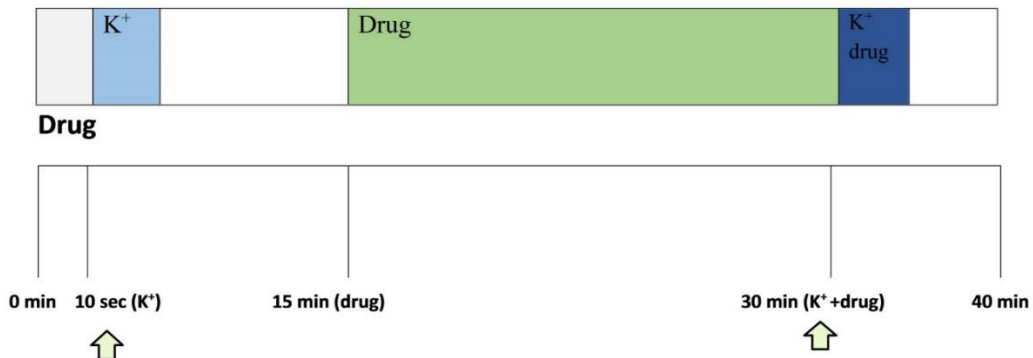 K⁺
Drug
K⁺
drug
Drug
0 min
10 sec (K⁺)
15 min (drug)
30 min (K⁺ +drug)
40 min